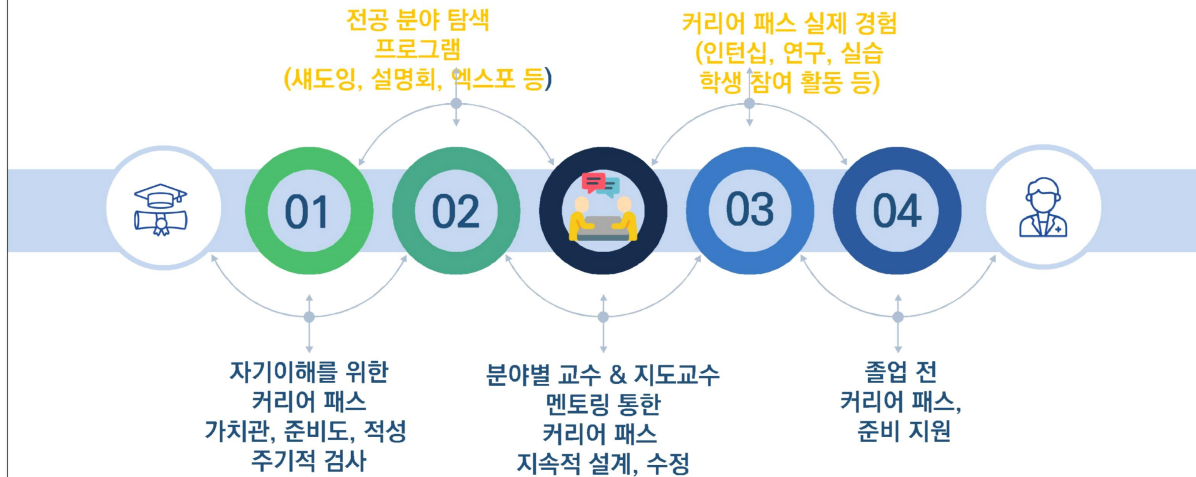 전공 분야 탐색
프로그램
(섀도잉, 설명회, 엑스포 등)
커리어 패스 실제 경험
(인턴십, 연구, 실습
학생 참여 활동 등)
01
02
03
04
자기이해를 위한
커리어 패스
가치관, 준비도, 적성
주기적 검사
분야별 교수 & 지도교수
멘토링 통한
커리어 패스
지속적 설계, 수정
졸업 전
커리어 패스,
준비 지원